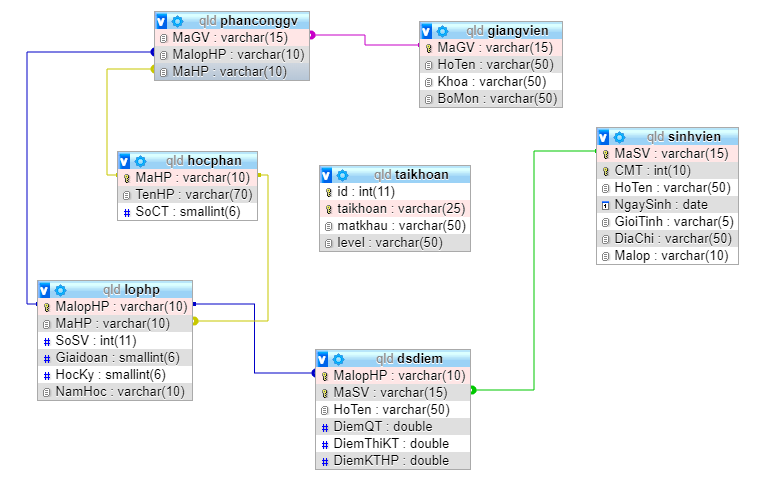 qld phanconggv
MaGV : varchar(15)
MalopHP : varchar(10)
MaHP : varchar(10)
qld giangvien
MaGV : varchar(15)
HoTen : varchar(50)
Khoa : varchar(50)
BoMon : varchar(50)
qld sinhvien
MaSV : varchar(15)
CMT : int(10)
HoTen : varchar(50)
NgaySinh : date
GioiTinh : varchar(5)
DiaChi : varchar(50)
Malop : varchar(10)
qld hocphan
MaHP : varchar(10)
TenHP : varchar(70)
# SoCT : smallint(6)
qld taikhoan
id : int(11)
taikhoan : varchar(25)
matkhau : varchar(50)
level : varchar(50)
qld lophp
MalopHP : varchar(10)
MaHP : varchar(10)
# SoSV : int(11)
# Giaidoan : smallint(6)
# HocKy : smallint(6)
NamHoc : varchar(10)
qld dsdiem
MalopHP : varchar(10)
MaSV : varchar(15)
HoTen : varchar(50)
# DiemQT : double
# DiemThiKT : double
# DiemKTHP : double